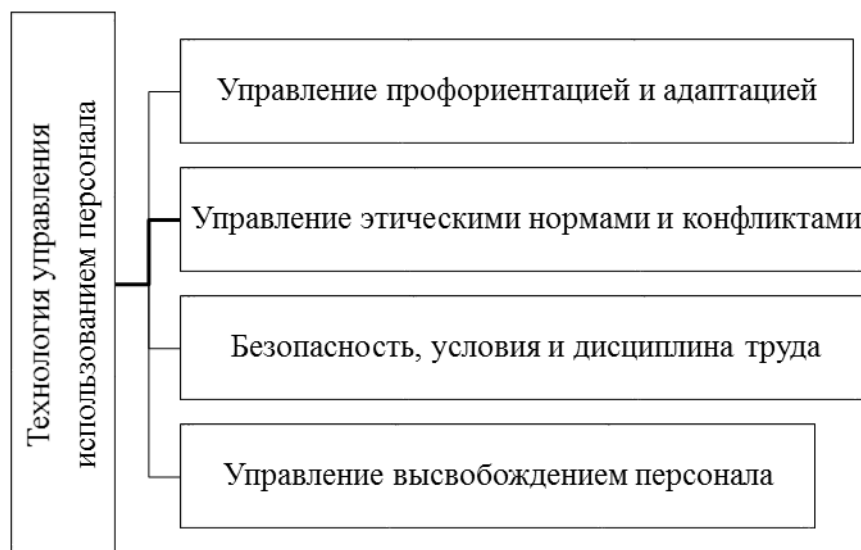 Технология управления
использованием персонала
Управление профориентацией и адаптацией
Управление этическими нормами и конфликтами
Безопасность, условия и дисциплина труда
Управление высвобождением персонала